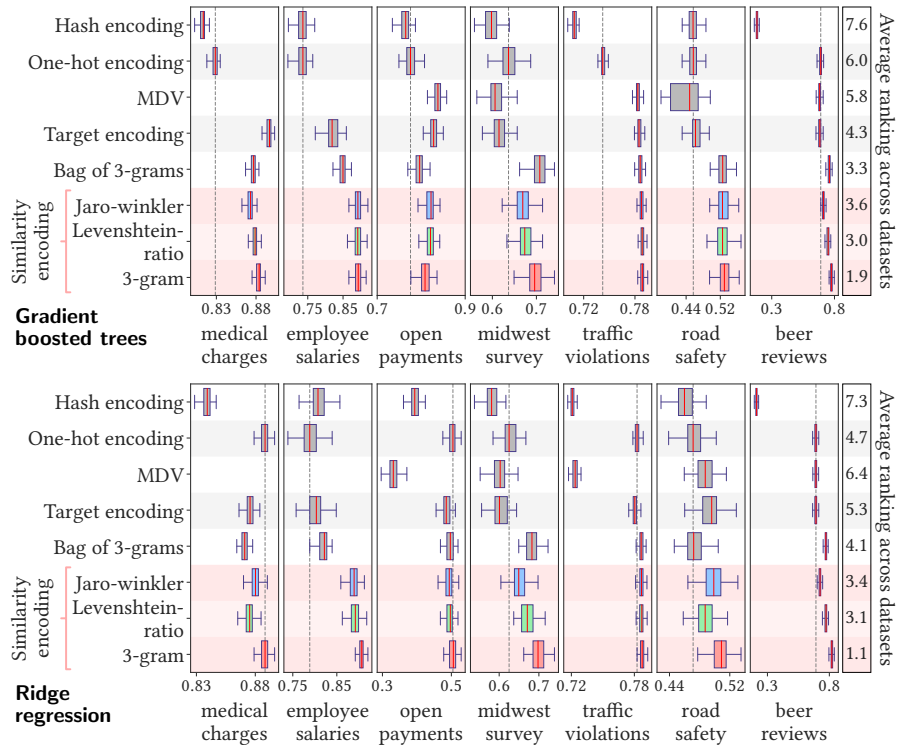 Hash encoding
7.6
One-hot encoding
6.0
MDV
5.8
Target encoding
4.3
Bag of 3-grams
3.3
Jaro-winkler
3.6
Levenshtein-
ratio
3.0
3-gram
1.9
Similarity
encoding
Average ranking across datasets
0.83 0.88 0.75 0.85 0.7 0.9 0.6 0.7 0.72 0.78 0.44 0.52 0.3 0.8
Gradient
boosted trees
medical
charges
employee
salaries
open
payments
midwest
survey
traffic
violations
road
safety
beer
reviews
Hash encoding
7.3
One-hot encoding
4.7
MDV
6.4
Target encoding
5.3
Bag of 3-grams
4.1
Jaro-winkler
3.4
Levenshtein-
ratio
3.1
3-gram
1.1
Similarity
encoding
Average ranking across datasets
0.83 0.88 0.75 0.85 0.3 0.5 0.6 0.7 0.72 0.78 0.44 0.52 0.3 0.8
Ridge
regression
medical
charges
employee
salaries
open
payments
midwest
survey
traffic
violations
road
safety
beer
reviews